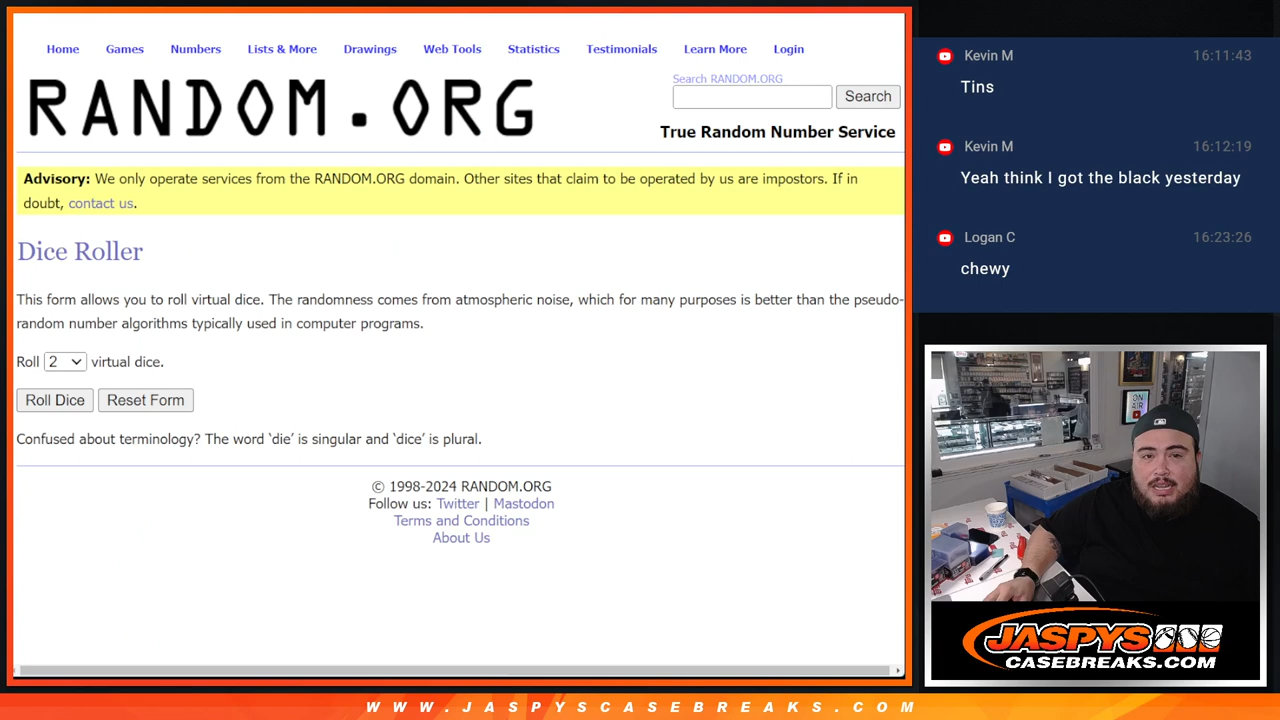 Home Games Numbers Lists & More Drawings Web Tools Statistics Testimonials Learn More Login
RANDOM.ORG
Search RANDOM.ORG
Search
True Random Number Service
Advisory: We only operate services from the RANDOM.ORG domain. Other sites that claim to be operated by us are impostors. If in
doubt, contact us.
Dice Roller
This form allows you to roll virtual dice. The randomness comes from atmospheric noise, which for many purposes is better than the pseudo-
random number algorithms typically used in computer programs.
Roll 2 virtual dice.
Roll Dice Reset Form
Confused about terminology? The word ‘die’ is singular and ‘dice’ is plural.
© 1998-2024 RANDOM.ORG
Follow us: Twitter | Mastodon
Terms and Conditions
About Us
Kevin M 16:11:43
Tins
Kevin M 16:12:19
Yeah think I got the black yesterday
Logan C 16:23:26
chewy
ON
AIR
JASPYS
CASEBREAKS.COM
WWW.JASPYSCASEBREAKS.COM